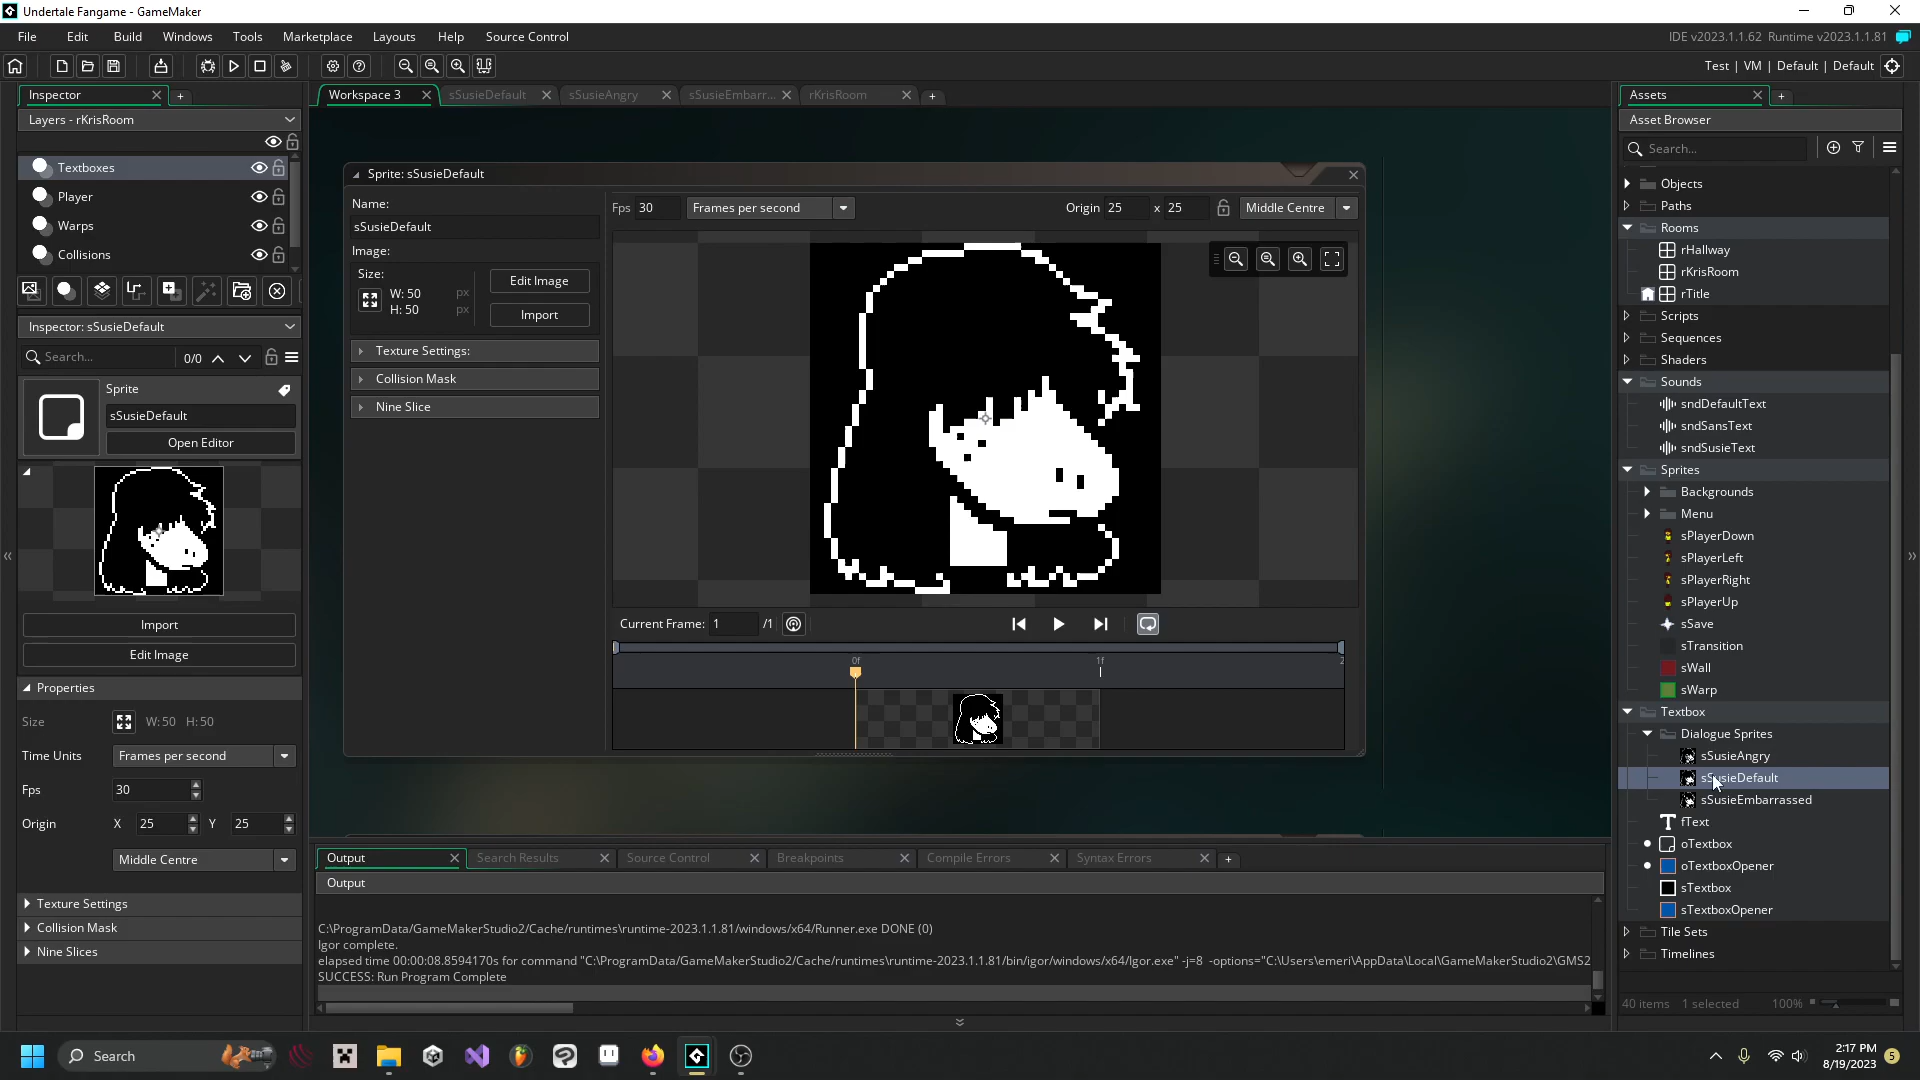 Undertale Fangame - GameMaker
File Edit Build Windows Tools Marketplace Layouts Help Source Control
IDE v2023.1.1.62 Runtime v2023.1.1.81
Test | VM | Default | Default
Inspector
Workspace 3 sSusieDefault sSusieAngry sSusieEmbarr... rKrisRoom
Assets
Layers - rKrisRoom
Asset Browser
Search...
Textboxes
Player
Warps
Collisions
Inspector: sSusieDefault
Search... 0/0
Sprite
sSusieDefault
Open Editor
Import
Edit Image
Properties
Size W: 50 H: 50
Time Units Frames per second
Fps 30
Origin X 25 Y 25
Middle Centre
Texture Settings
Collision Mask
Nine Slices
Sprite: sSusieDefault
Name:
sSusieDefault
Image:
Size:
W: 50 px
H: 50 px
Edit Image
Import
Texture Settings:
Collision Mask
Nine Slice
Fps 30 Frames per second Origin 25 x 25 Middle Centre
Current Frame: 1 /1
0f 1f 2
Output Search Results Source Control Breakpoints Compile Errors Syntax Errors
Output
C:\ProgramData/GameMakerStudio2/Cache/runtimes\runtime-2023.1.1.81/windows/x64/Runner.exe DONE (0)
Igor complete.
elapsed time 00:00:08.8594170s for command "C:\ProgramData/GameMakerStudio2/Cache/runtimes\runtime-2023.1.1.81/bin/igor/windows/x64/Igor.exe" -j=8 -options="C:\Users\emeri\AppData\Local\GameMakerStudio2\GMS2
SUCCESS: Run Program Complete
Objects
Paths
Rooms
rHallway
rKrisRoom
rTitle
Scripts
Sequences
Shaders
Sounds
sndDefaultText
sndSansText
sndSusieText
Sprites
Backgrounds
Menu
sPlayerDown
sPlayerLeft
sPlayerRight
sPlayerUp
sSave
sTransition
sWall
sWarp
Textbox
Dialogue Sprites
sSusieAngry
sSusieDefault
sSusieEmbarrassed
fText
oTextbox
oTextboxOpener
sTextbox
sTextboxOpener
Tile Sets
Timelines
40 items 1 selected 100%
Search
2:17 PM
8/19/2023
5